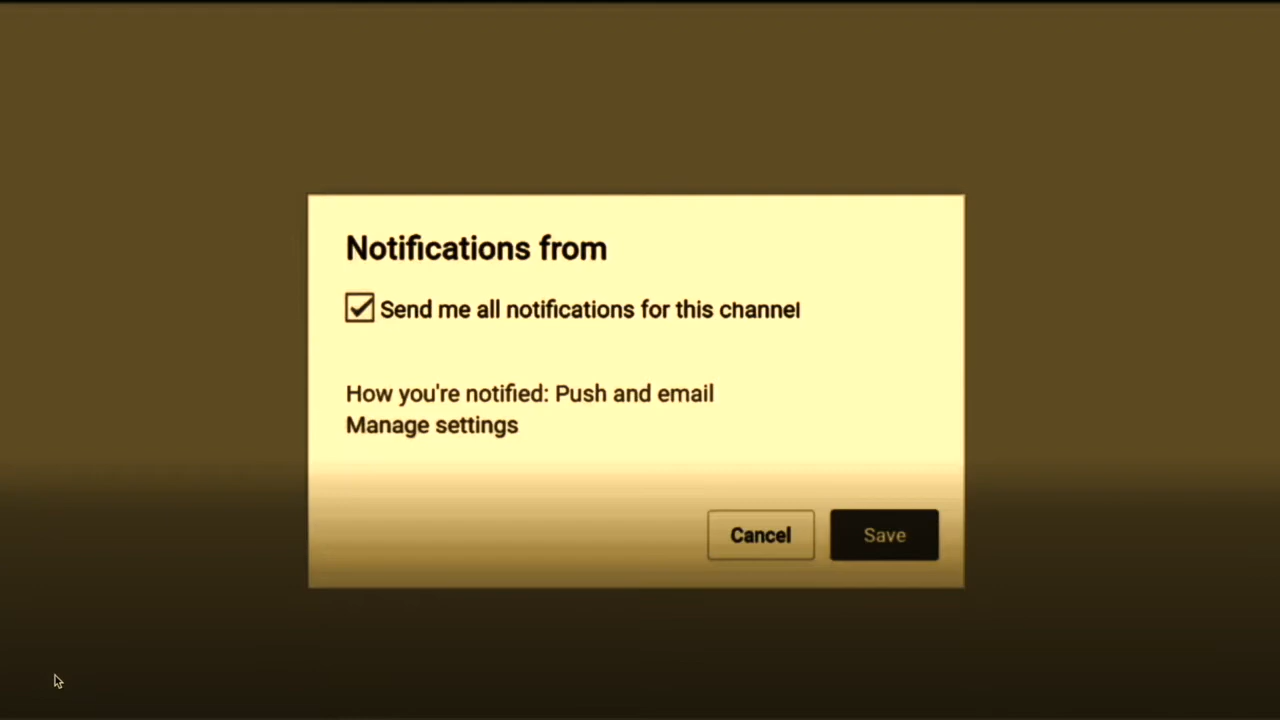 Notifications from
Send me all notifications for this channel
How you're notified: Push and email
Manage settings
Cancel
Save